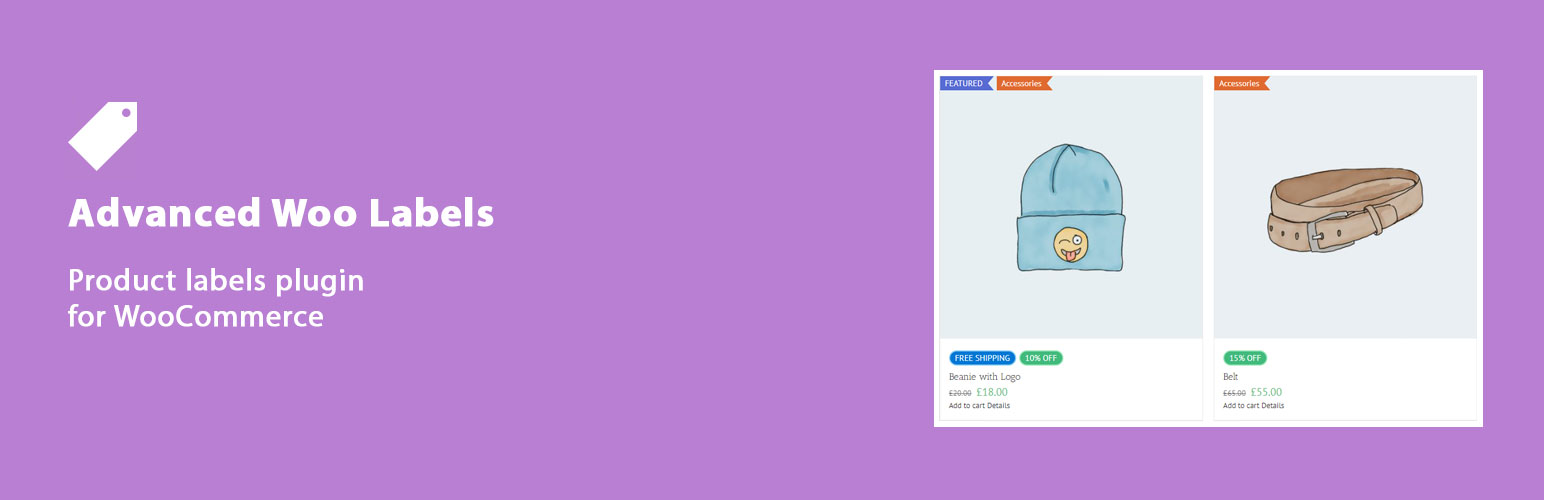 Advanced Woo Labels
Product labels plugin
for WooCommerce
FEATURED Accessories
FREE SHIPPING 10% OFF
Beanie with Logo
£20.00 £18.00
Add to cart Details
Accessories
15% OFF
Belt
£65.00 £55.00
Add to cart Details